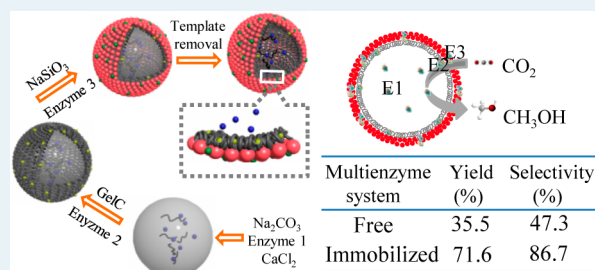 Template
removal
NaSiO3
Enzyme 3
GelC
Enyzme 2
Na2CO3
Enzyme 1
CaCl2
E1
E2
E3
CO2
CH3OH
Multienzyme system Yield (%) Selectivity (%)
Free 35.5 47.3
Immobilized 71.6 86.7